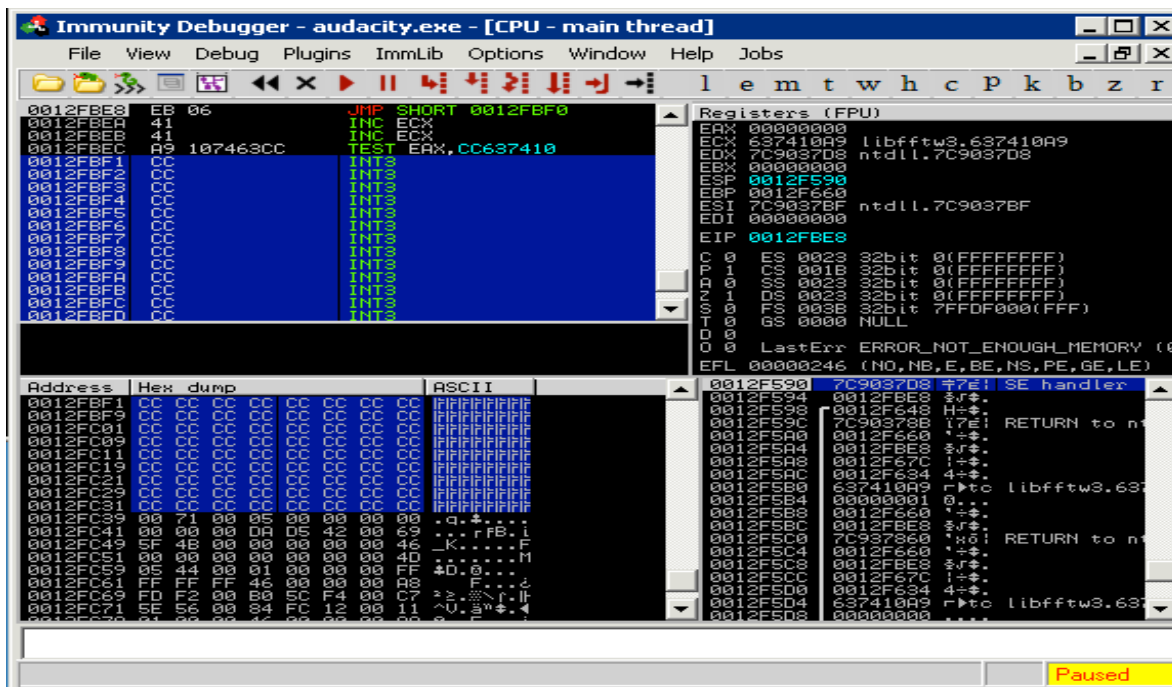 Immunity Debugger - audacity.exe - [CPU - main thread]
File View Debug Plugins ImmLib Options Window Help Jobs
l e m t w h c P k b z r
0012FBE8 EB 06 JMP SHORT 0012FBF0
0012FBEA 41 INC ECX
0012FBEB 41 INC ECX
0012FBEC A9 107463CC TEST EAX,CC637410
0012FBF1 CC INT3
0012FBF2 CC INT3
0012FBF3 CC INT3
0012FBF4 CC INT3
0012FBF5 CC INT3
0012FBF6 CC INT3
0012FBF7 CC INT3
0012FBF8 CC INT3
0012FBF9 CC INT3
0012FBFA CC INT3
0012FBFB CC INT3
0012FBFC CC INT3
0012FBFD CC INT3
Registers (FPU)
EAX 00000000
ECX 637410A9 libfftw3.637410A9
EDX 7C9037D8 ntdll.7C9037D8
EBX 00000000
ESP 0012F590
EBP 0012F660
ESI 7C9037BF ntdll.7C9037BF
EDI 00000000
EIP 0012FBE8
C 0 ES 0023 32bit 0(FFFFFFFF)
P 1 CS 001B 32bit 0(FFFFFFFF)
A 0 SS 0023 32bit 0(FFFFFFFF)
Z 1 DS 0023 32bit 0(FFFFFFFF)
S 0 FS 003B 32bit 7FFDF000(FFF)
T 0 GS 0000 NULL
D 0
O 0 LastErr ERROR_NOT_ENOUGH_MEMORY (0
EFL 00000246 (NO,NB,E,BE,NS,PE,GE,LE)
Address Hex dump ASCII
0012FBF1 CC CC CC CC CC CC CC CC
0012FBF9 CC CC CC CC CC CC CC CC
0012FC01 CC CC CC CC CC CC CC CC
0012FC09 CC CC CC CC CC CC CC CC
0012FC11 CC CC CC CC CC CC CC CC
0012FC19 CC CC CC CC CC CC CC CC
0012FC21 CC CC CC CC CC CC CC CC
0012FC29 CC CC CC CC CC CC CC CC
0012FC31 CC CC CC CC CC CC CC CC
0012FC39 00 71 00 05 00 00 00 00
0012FC41 00 00 00 DA D5 42 00 69
0012FC49 5F 4B 00 00 00 00 00 46
0012FC51 00 00 00 00 00 00 00 4D
0012FC59 05 44 00 01 00 00 00 FF
0012FC61 FF FF FF 46 00 00 00 A8
0012FC69 FD F2 00 B0 5C F4 00 C7
0012FC71 5E 56 00 84 FC 12 00 11
0012F590 7C9037D8 SE handler
0012F594 0012FBE8
0012F598 0012F648
0012F59C 7C90378B RETURN to nt
0012F5A0 0012F660
0012F5A4 0012FBE8
0012F5A8 0012F67C
0012F5AC 0012F634
0012F5B0 637410A9 libfftw3.637
0012F5B4 00000001
0012F5B8 0012F660
0012F5BC 0012FBE8
0012F5C0 7C937860 RETURN to nt
0012F5C4 0012F660
0012F5C8 0012FBE8
0012F5CC 0012F67C
0012F5D0 0012F634
0012F5D4 637410A9 libfftw3.637
0012F5D8 00000000
Paused